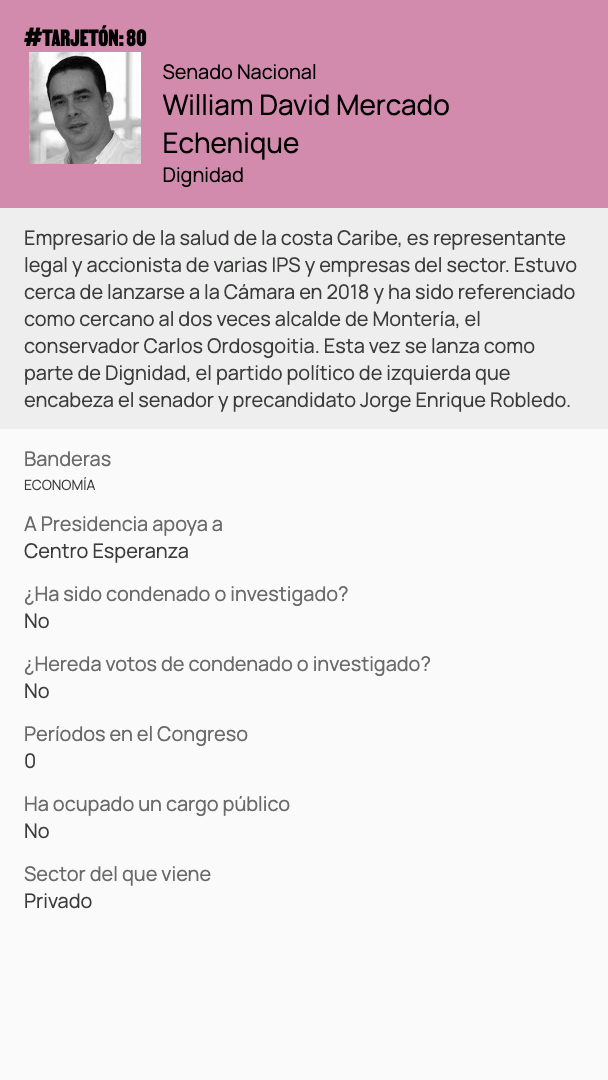 #TARJETÓN: 80
Senado Nacional
William David Mercado
Echenique
Dignidad
Empresario de la salud de la costa Caribe, es representante
legal y accionista de varias IPS y empresas del sector. Estuvo
cerca de lanzarse a la Cámara en 2018 y ha sido referenciado
como cercano al dos veces alcalde de Montería, el
conservador Carlos Ordosgoitia. Esta vez se lanza como
parte de Dignidad, el partido político de izquierda que
encabeza el senador y precandidato Jorge Enrique Robledo.
Banderas
ECONOMÍA
A Presidencia apoya a
Centro Esperanza
¿Ha sido condenado o investigado?
No
¿Hereda votos de condenado o investigado?
No
Períodos en el Congreso
0
Ha ocupado un cargo público
No
Sector del que viene
Privado